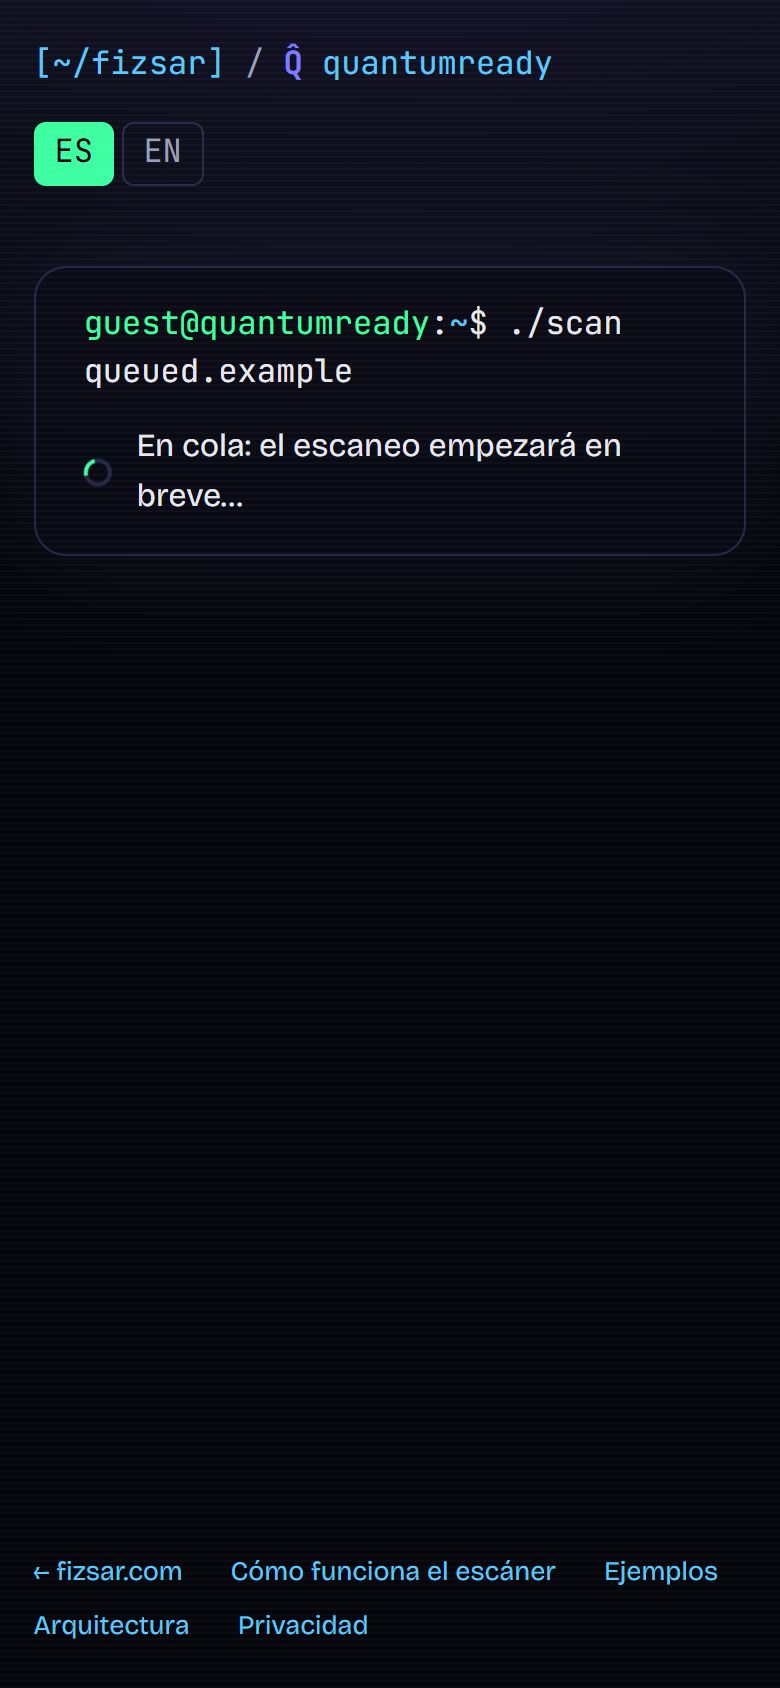 [~/fizsar] / Q̂ quantumready
ES EN
guest@quantumready:~$ ./scan
queued.example
En cola: el escaneo empezará en
breve…
← fizsar.com Cómo funciona el escáner Ejemplos
Arquitectura Privacidad